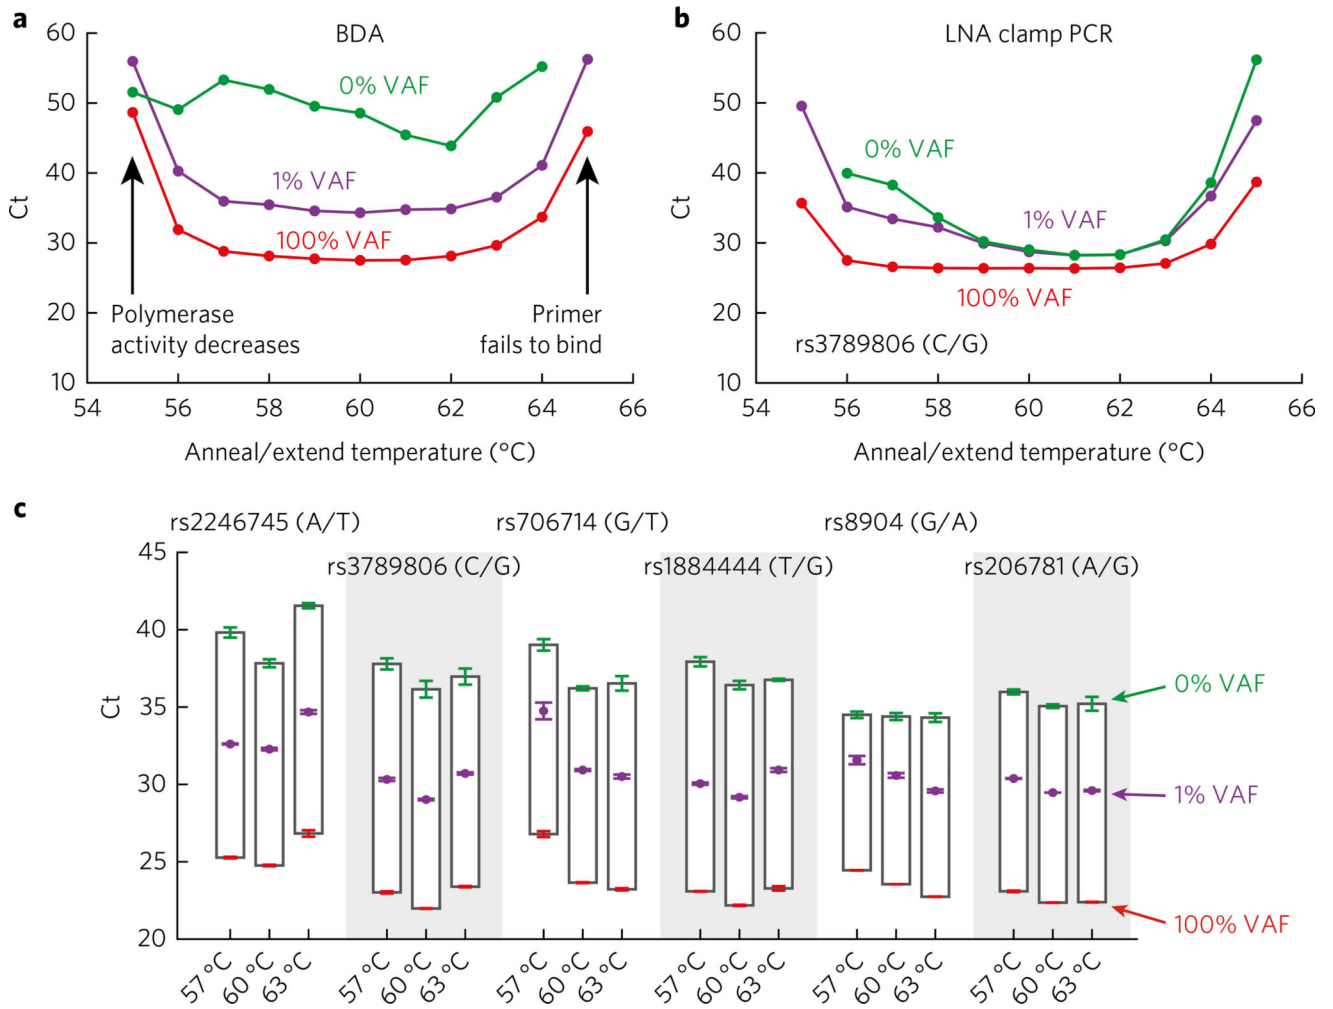 a
BDA
60
50
40
30
20
10
Ct
0% VAF
1% VAF
100% VAF
Polymerase
activity decreases
Primer
fails to bind
54 56 58 60 62 64 66
Anneal/extend temperature (°C)
b
LNA clamp PCR
60
50
40
30
20
10
Ct
0% VAF
1% VAF
100% VAF
rs3789806 (C/G)
54 56 58 60 62 64 66
Anneal/extend temperature (°C)
c
rs2246745 (A/T) rs706714 (G/T) rs8904 (G/A)
rs3789806 (C/G) rs1884444 (T/G) rs206781 (A/G)
45
40
35
30
25
20
Ct
0% VAF
1% VAF
100% VAF
57 °C 60 °C 63 °C 57 °C 60 °C 63 °C 57 °C 60 °C 63 °C 57 °C 60 °C 63 °C 57 °C 60 °C 63 °C 57 °C 60 °C 63 °C